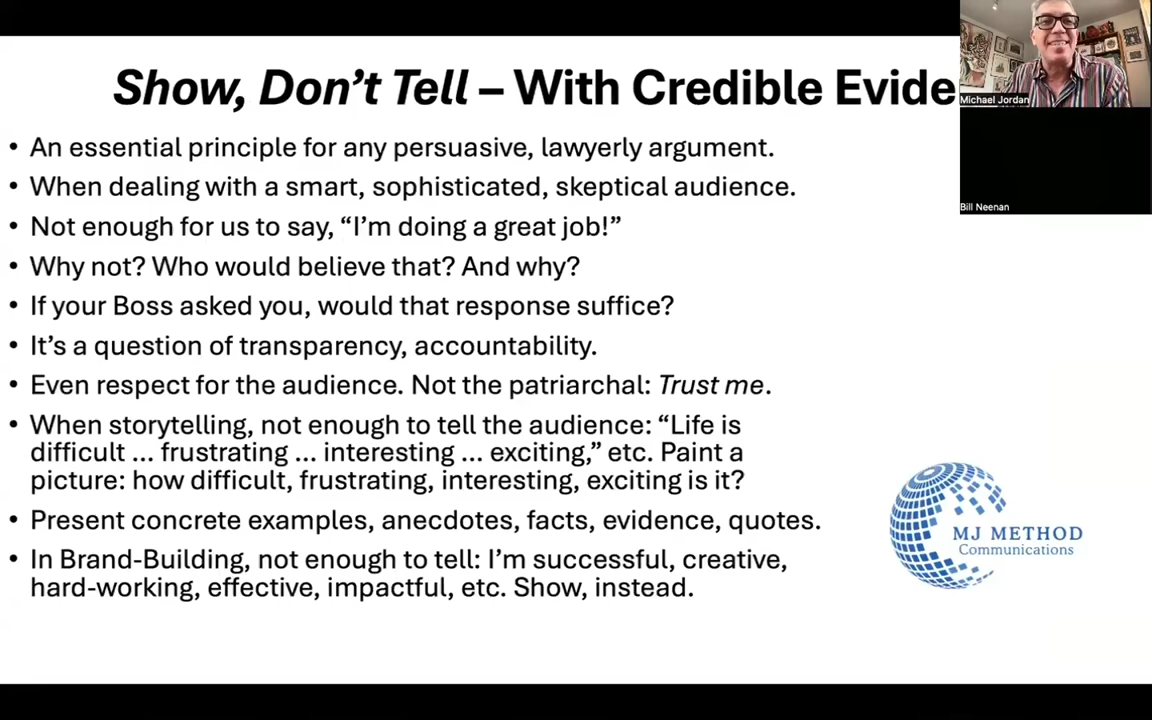 Show, Don't Tell – With Credible Evide
Michael Jordan
Bill Neenan
• An essential principle for any persuasive, lawyerly argument.
• When dealing with a smart, sophisticated, skeptical audience.
• Not enough for us to say, “I’m doing a great job!”
• Why not? Who would believe that? And why?
• If your Boss asked you, would that response suffice?
• It’s a question of transparency, accountability.
• Even respect for the audience. Not the patriarchal: Trust me.
• When storytelling, not enough to tell the audience: “Life is
difficult ... frustrating ... interesting ... exciting,” etc. Paint a
picture: how difficult, frustrating, interesting, exciting is it?
• Present concrete examples, anecdotes, facts, evidence, quotes.
• In Brand-Building, not enough to tell: I’m successful, creative,
hard-working, effective, impactful, etc. Show, instead.
MJ METHOD
Communications